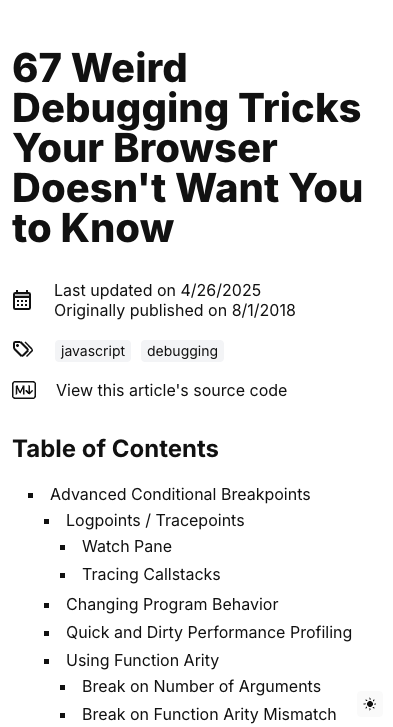 67 Weird
Debugging Tricks
Your Browser
Doesn't Want You
to Know
Last updated on 4/26/2025
Originally published on 8/1/2018
javascript debugging
View this article's source code
Table of Contents
Advanced Conditional Breakpoints
Logpoints / Tracepoints
Watch Pane
Tracing Callstacks
Changing Program Behavior
Quick and Dirty Performance Profiling
Using Function Arity
Break on Number of Arguments
Break on Function Arity Mismatch